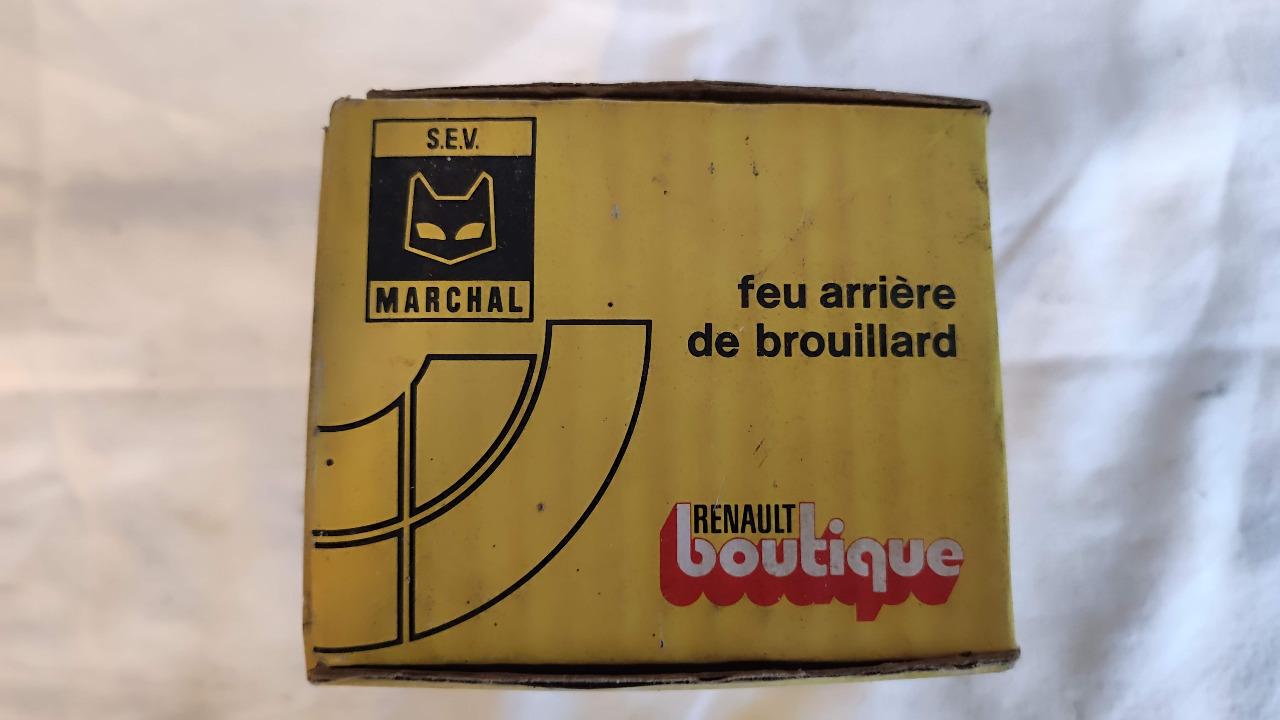 S.E.V.
MARCHAL
feu arrière
de brouillard
RENAULT
boutique